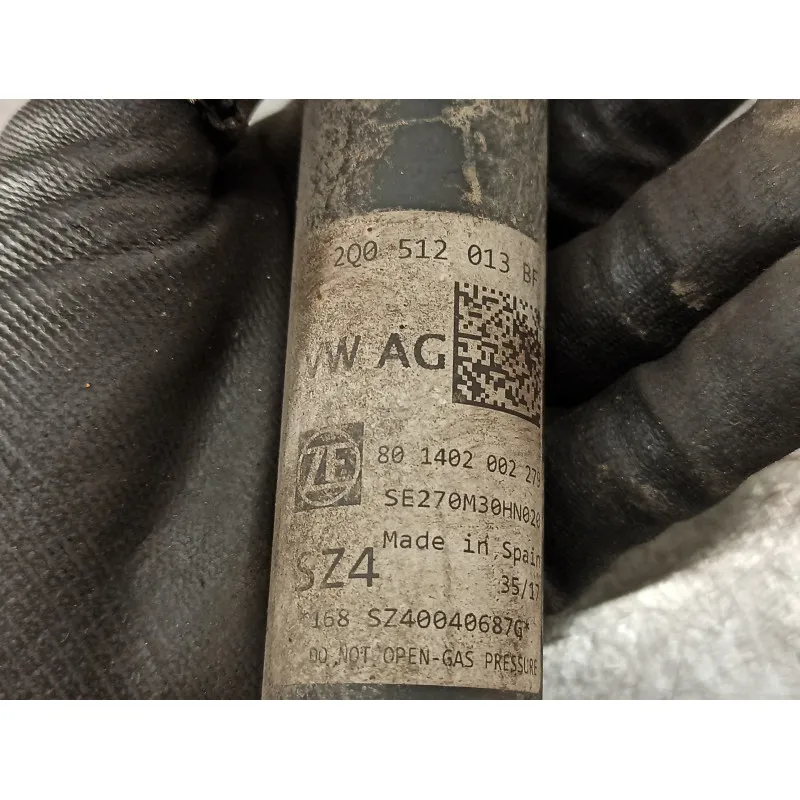 2Q0 512 013 BF
VW AG
ZF
80 1402 002 279
SE270M30HN020
Made in Spain
SZ4
35/17
*168 SZ40040687G*
DO NOT OPEN-GAS PRESSURE